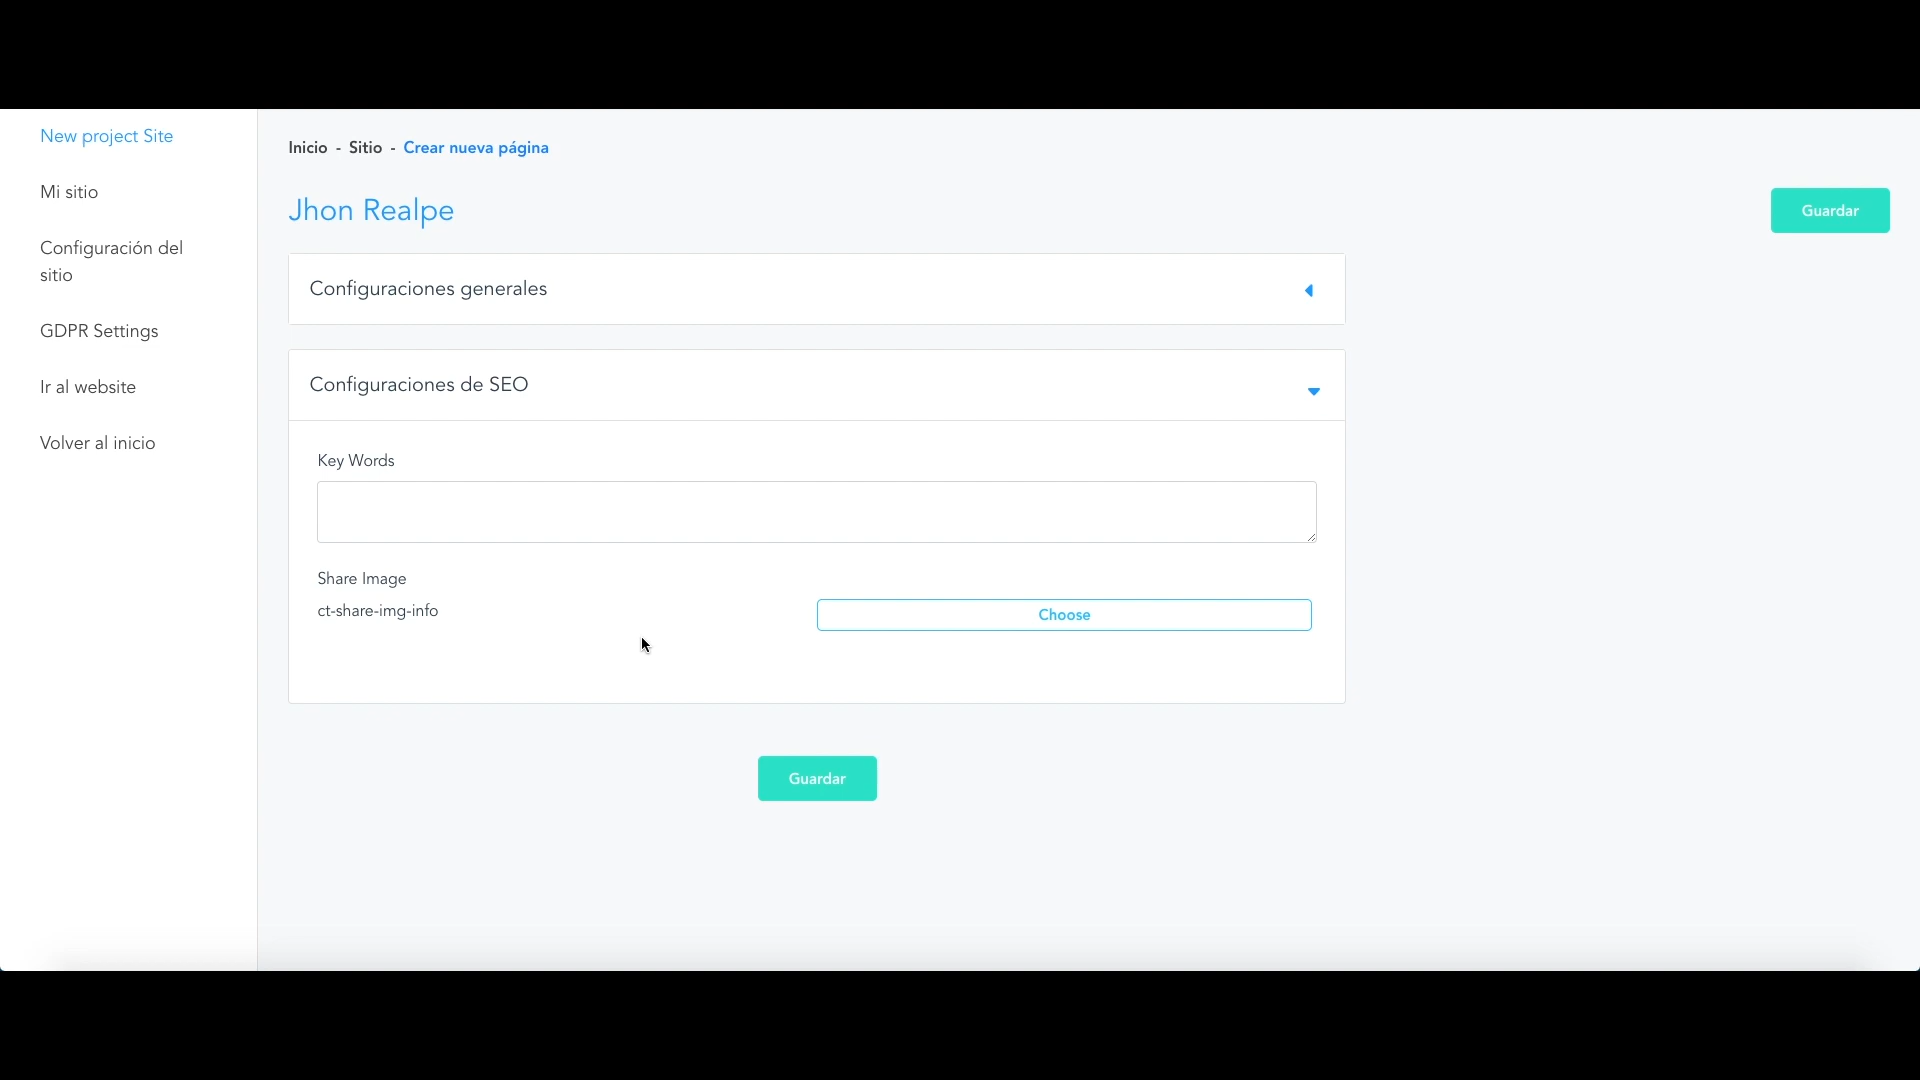 New project Site
Mi sitio
Configuración del
sitio
GDPR Settings
Ir al website
Volver al inicio
Inicio - Sitio - Crear nueva página
Jhon Realpe
Guardar
Configuraciones generales
Configuraciones de SEO
Key Words
Share Image
ct-share-img-info
Choose
Guardar